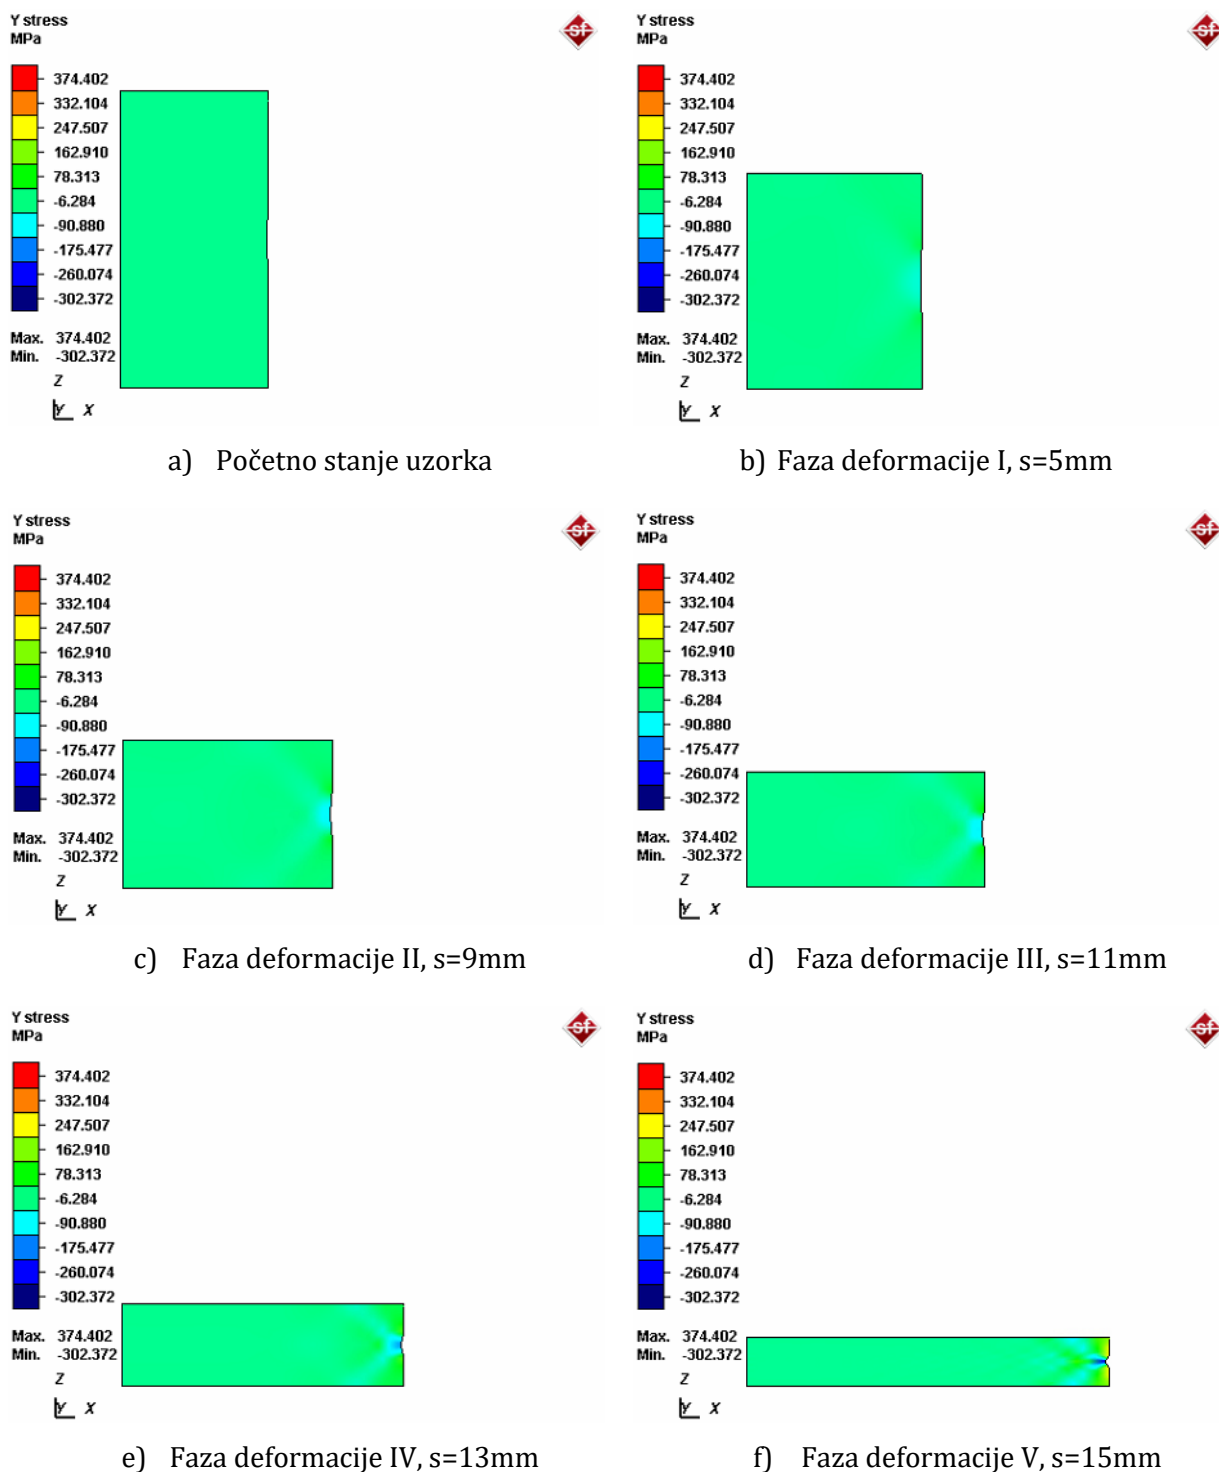 Y stress
MPa
sf
374.402
332.104
247.507
162.910
78.313
-6.284
-90.880
-175.477
-260.074
-302.372
Max. 374.402
Min. -302.372
Z
Y X
a) Početno stanje uzorka
Y stress
MPa
sf
374.402
332.104
247.507
162.910
78.313
-6.284
-90.880
-175.477
-260.074
-302.372
Max. 374.402
Min. -302.372
Z
Y X
b) Faza deformacije I, s=5mm
Y stress
MPa
sf
374.402
332.104
247.507
162.910
78.313
-6.284
-90.880
-175.477
-260.074
-302.372
Max. 374.402
Min. -302.372
Z
Y X
c) Faza deformacije II, s=9mm
Y stress
MPa
sf
374.402
332.104
247.507
162.910
78.313
-6.284
-90.880
-175.477
-260.074
-302.372
Max. 374.402
Min. -302.372
Z
Y X
d) Faza deformacije III, s=11mm
Y stress
MPa
sf
374.402
332.104
247.507
162.910
78.313
-6.284
-90.880
-175.477
-260.074
-302.372
Max. 374.402
Min. -302.372
Z
Y X
e) Faza deformacije IV, s=13mm
Y stress
MPa
sf
374.402
332.104
247.507
162.910
78.313
-6.284
-90.880
-175.477
-260.074
-302.372
Max. 374.402
Min. -302.372
Z
Y X
f) Faza deformacije V, s=15mm